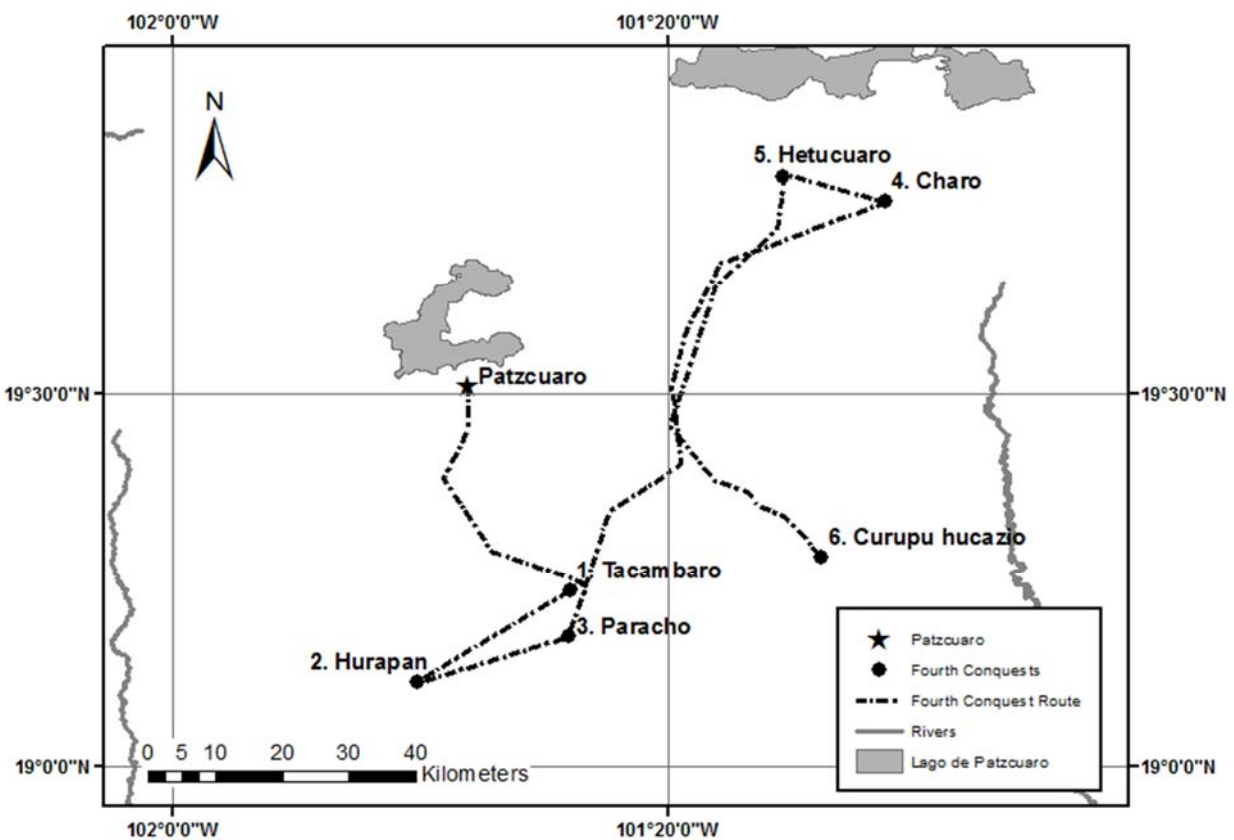 102°0'0"W
101°20'0"W
N
5. Hetucuaro
4. Charo
Patzcuaro
19°30'0"N
19°30'0"N
6. Curupu hucazio
1. Tacambaro
3. Paracho
2. Hurapan
Patzcuaro
Fourth Conquests
Fourth Conquest Route
Rivers
Lago de Patzcuaro
0 5 10 20 30 40
Kilometers
19°0'0"N
19°0'0"N
102°0'0"W
101°20'0"W